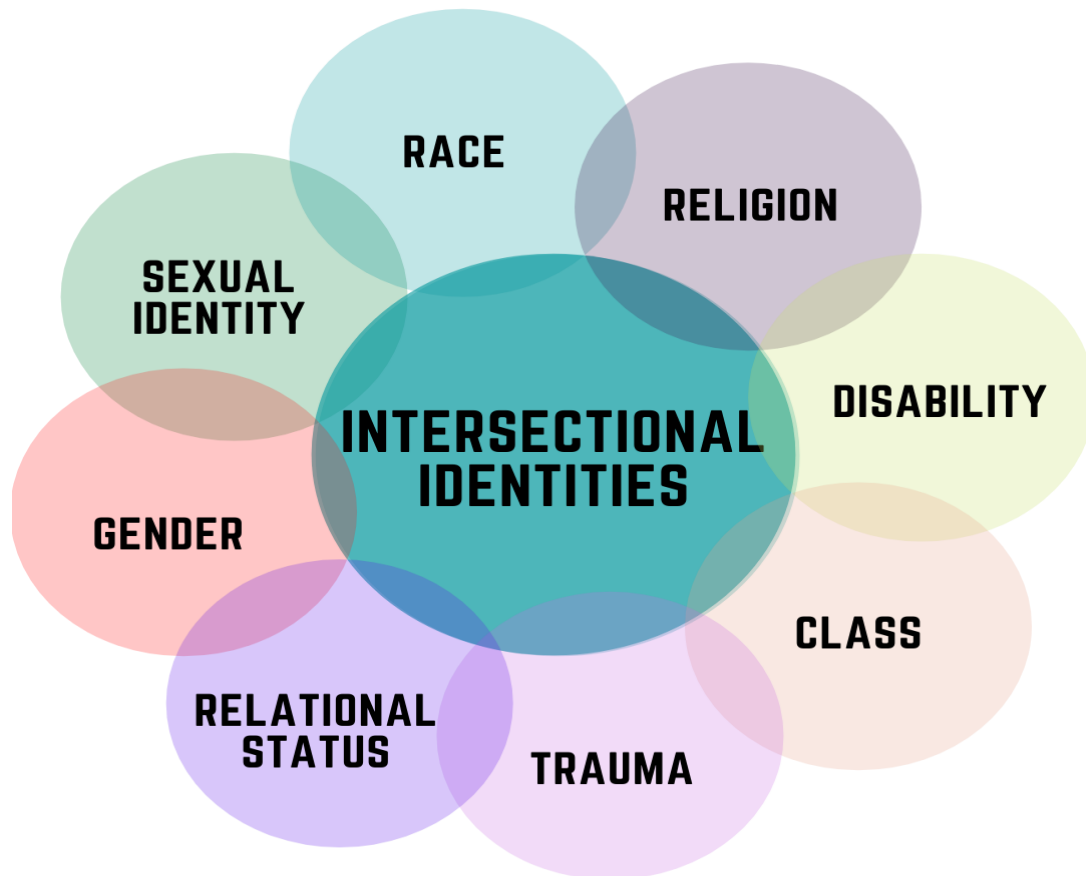 RACE
RELIGION
SEXUAL
IDENTITY
DISABILITY
INTERSECTIONAL
IDENTITIES
GENDER
CLASS
RELATIONAL
STATUS
TRAUMA